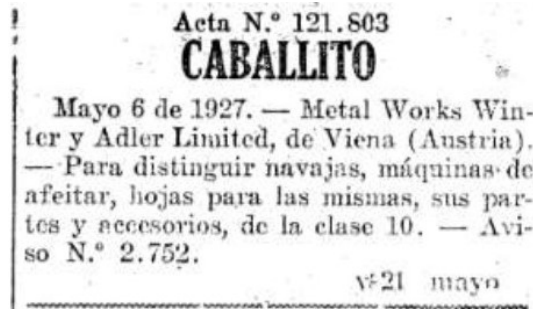 Acta N.º 121.803
CABALLITO
Mayo 6 de 1927. — Metal Works Win-
ter y Adler Limited, de Viena (Austria).
— Para distinguir navajas, máquinas de
afeitar, hojas para las mismas, sus par-
tes y accesorios, de la clase 10. — Avi-
so N.º 2.752.
v·21 mayo